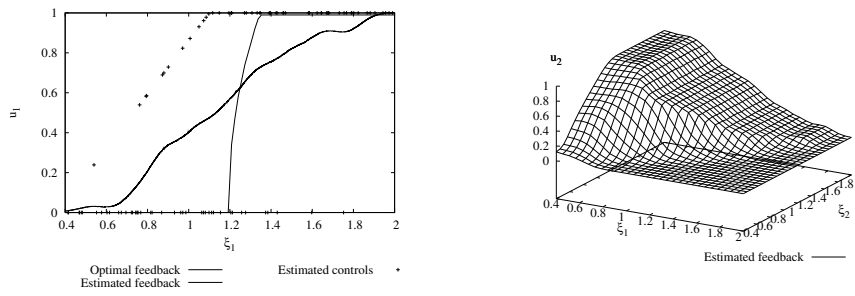 1
0.8
0.6
0.4
0.2
0
u1
0.4 0.6 0.8 1 1.2 1.4 1.6 1.8 2
ξ1
Optimal feedback
Estimated feedback
Estimated controls
u2
1
0.8
0.6
0.4
0.2
0
0.4 0.6 0.8 1 1.2 1.4 1.6 1.8 2
ξ1
0.4 0.6 0.8 1 1.2 1.4 1.6 1.8
ξ2
Estimated feedback